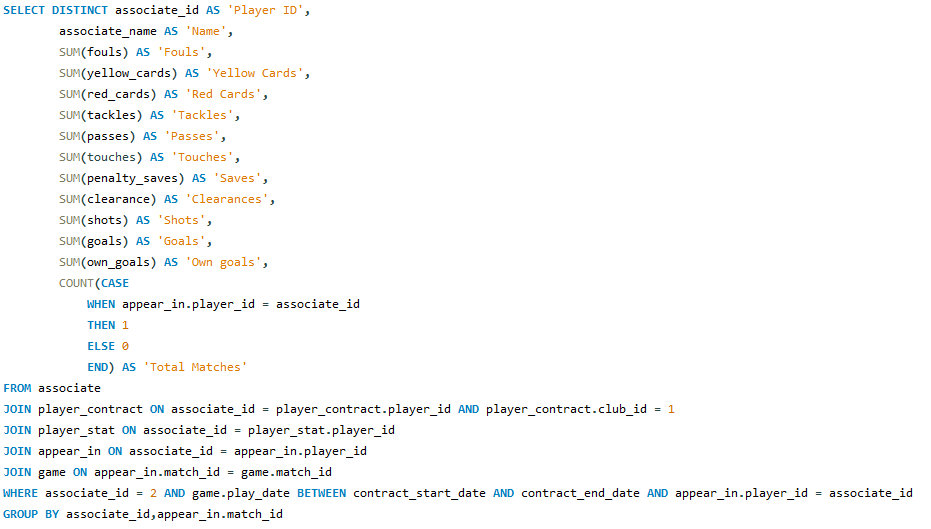 SELECT DISTINCT associate_id AS 'Player ID',
associate_name AS 'Name',
SUM(fouls) AS 'Fouls',
SUM(yellow_cards) AS 'Yellow Cards',
SUM(red_cards) AS 'Red Cards',
SUM(tackles) AS 'Tackles',
SUM(passes) AS 'Passes',
SUM(touches) AS 'Touches',
SUM(penalty_saves) AS 'Saves',
SUM(clearance) AS 'Clearances',
SUM(shots) AS 'Shots',
SUM(goals) AS 'Goals',
SUM(own_goals) AS 'Own goals',
COUNT(CASE
WHEN appear_in.player_id = associate_id
THEN 1
ELSE 0
END) AS 'Total Matches'
FROM associate
JOIN player_contract ON associate_id = player_contract.player_id AND player_contract.club_id = 1
JOIN player_stat ON associate_id = player_stat.player_id
JOIN appear_in ON associate_id = appear_in.player_id
JOIN game ON appear_in.match_id = game.match_id
WHERE associate_id = 2 AND game.play_date BETWEEN contract_start_date AND contract_end_date AND appear_in.player_id = associate_id
GROUP BY associate_id,appear_in.match_id